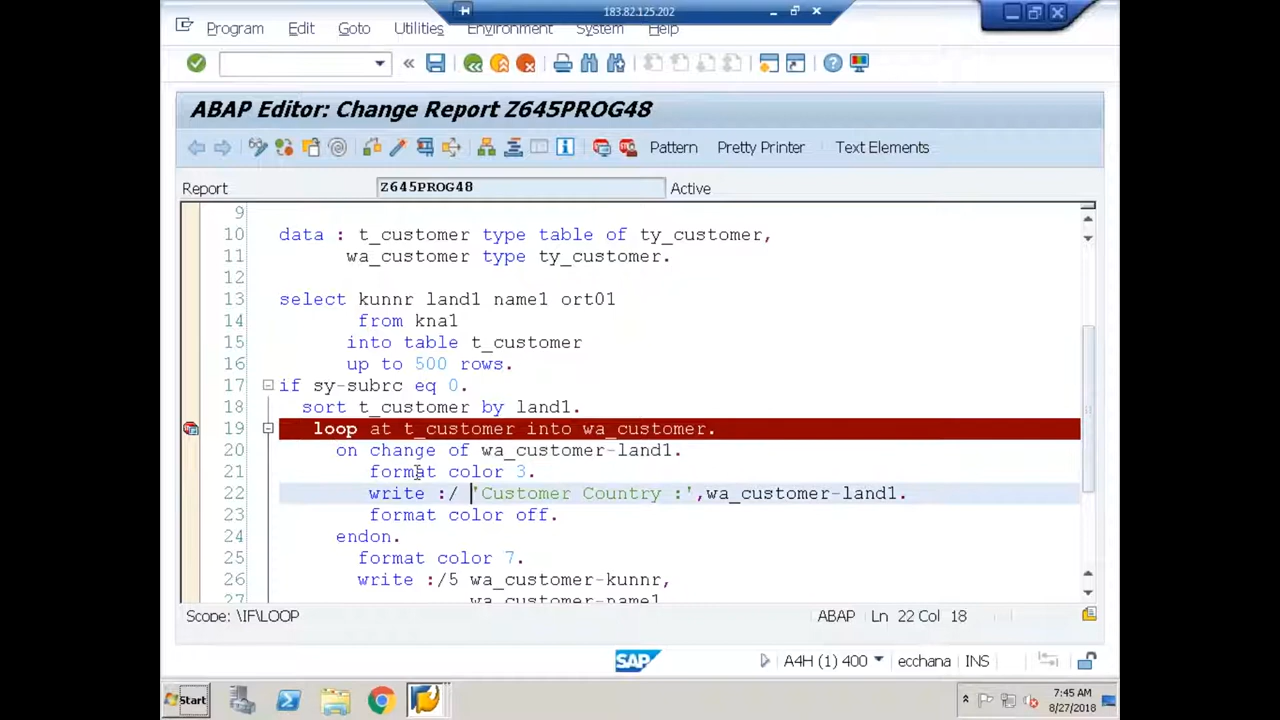 183.82.125.202
Program Edit Goto Utilities Environment System Help
ABAP Editor: Change Report Z645PROG48
Pattern Pretty Printer Text Elements
Report Z645PROG48 Active
9
10 data : t_customer type table of ty_customer,
11 wa_customer type ty_customer.
12
13 select kunnr land1 name1 ort01
14 from kna1
15 into table t_customer
16 up to 500 rows.
17 if sy-subrc eq 0.
18 sort t_customer by land1.
19 loop at t_customer into wa_customer.
20 on change of wa_customer-land1.
21 format color 3.
22 write :/ 'Customer Country :',wa_customer-land1.
23 format color off.
24 endon.
25 format color 7.
26 write :/5 wa_customer-kunnr,
27 wa_customer-name1
Scope: \IF\LOOP ABAP Ln 22 Col 18
SAP A4H (1) 400 ecchana INS
Start 7:45 AM
8/27/2018